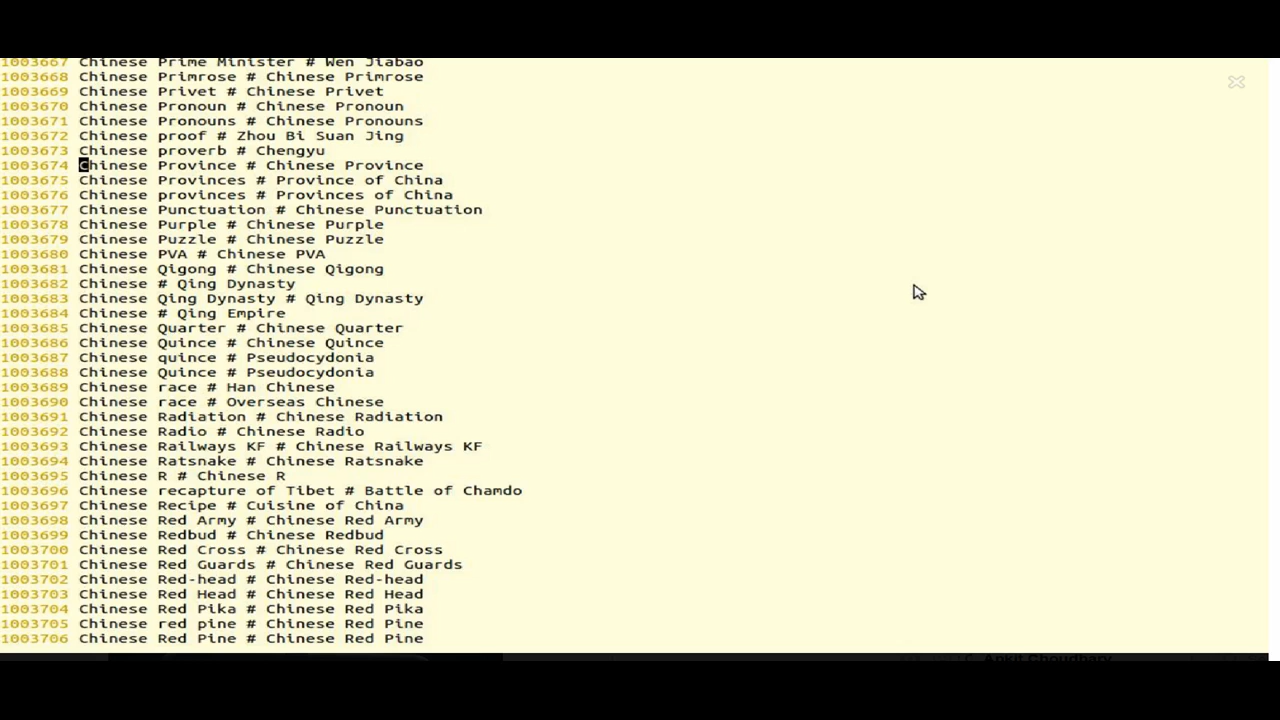 1003667 Chinese Prime Minister # Wen Jiabao
1003668 Chinese Primrose # Chinese Primrose
1003669 Chinese Privet # Chinese Privet
1003670 Chinese Pronoun # Chinese Pronoun
1003671 Chinese Pronouns # Chinese Pronouns
1003672 Chinese proof # Zhou Bi Suan Jing
1003673 Chinese proverb # Chengyu
1003674 Chinese Province # Chinese Province
1003675 Chinese Provinces # Province of China
1003676 Chinese provinces # Provinces of China
1003677 Chinese Punctuation # Chinese Punctuation
1003678 Chinese Purple # Chinese Purple
1003679 Chinese Puzzle # Chinese Puzzle
1003680 Chinese PVA # Chinese PVA
1003681 Chinese Qigong # Chinese Qigong
1003682 Chinese # Qing Dynasty
1003683 Chinese Qing Dynasty # Qing Dynasty
1003684 Chinese # Qing Empire
1003685 Chinese Quarter # Chinese Quarter
1003686 Chinese Quince # Chinese Quince
1003687 Chinese quince # Pseudocydonia
1003688 Chinese Quince # Pseudocydonia
1003689 Chinese race # Han Chinese
1003690 Chinese race # Overseas Chinese
1003691 Chinese Radiation # Chinese Radiation
1003692 Chinese Radio # Chinese Radio
1003693 Chinese Railways KF # Chinese Railways KF
1003694 Chinese Ratsnake # Chinese Ratsnake
1003695 Chinese R # Chinese R
1003696 Chinese recapture of Tibet # Battle of Chamdo
1003697 Chinese Recipe # Cuisine of China
1003698 Chinese Red Army # Chinese Red Army
1003699 Chinese Redbud # Chinese Redbud
1003700 Chinese Red Cross # Chinese Red Cross
1003701 Chinese Red Guards # Chinese Red Guards
1003702 Chinese Red-head # Chinese Red-head
1003703 Chinese Red Head # Chinese Red Head
1003704 Chinese Red Pika # Chinese Red Pika
1003705 Chinese red pine # Chinese Red Pine
1003706 Chinese Red Pine # Chinese Red Pine
Ankit Choudhary